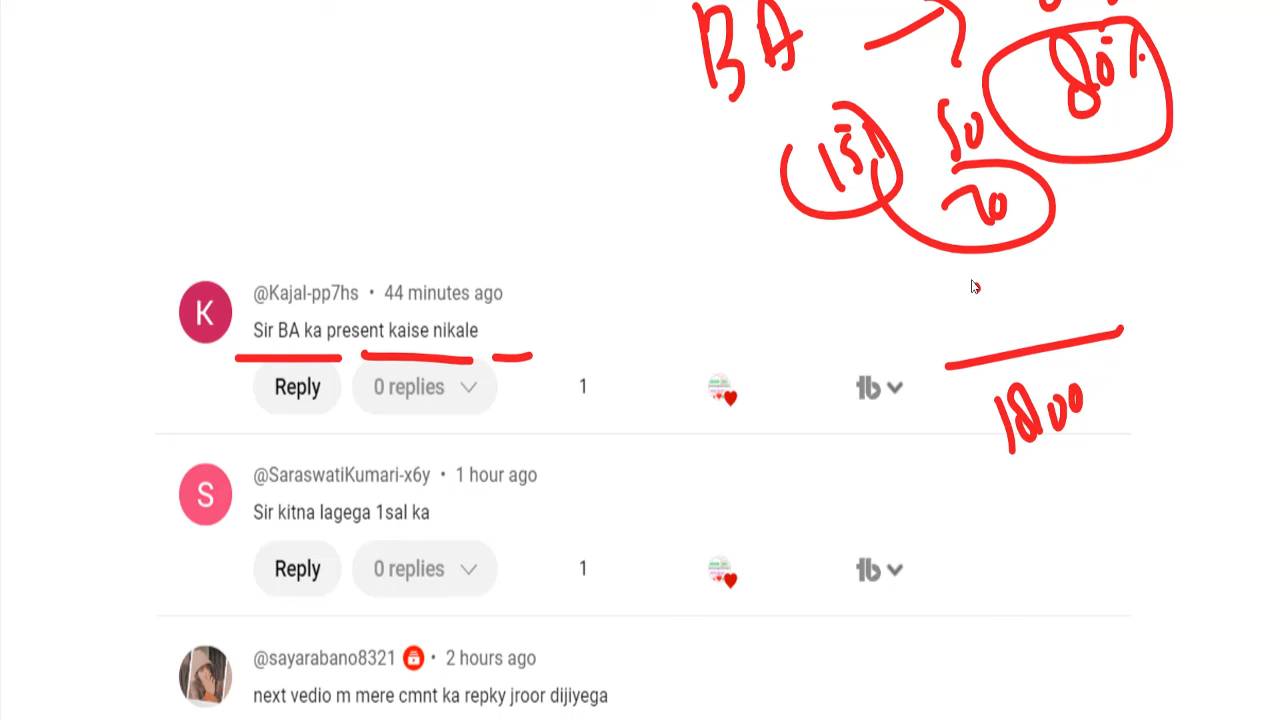 BA
80%
15%
50
70
@Kajal-pp7hs • 44 minutes ago
Sir BA ka present kaise nikale
Reply 0 replies 1
1800
@SaraswatiKumari-x6y • 1 hour ago
Sir kitna lagega 1sal ka
Reply 0 replies 1
@sayarabano8321 • 2 hours ago
next vedio m mere cmnt ka repky jroor dijiyega